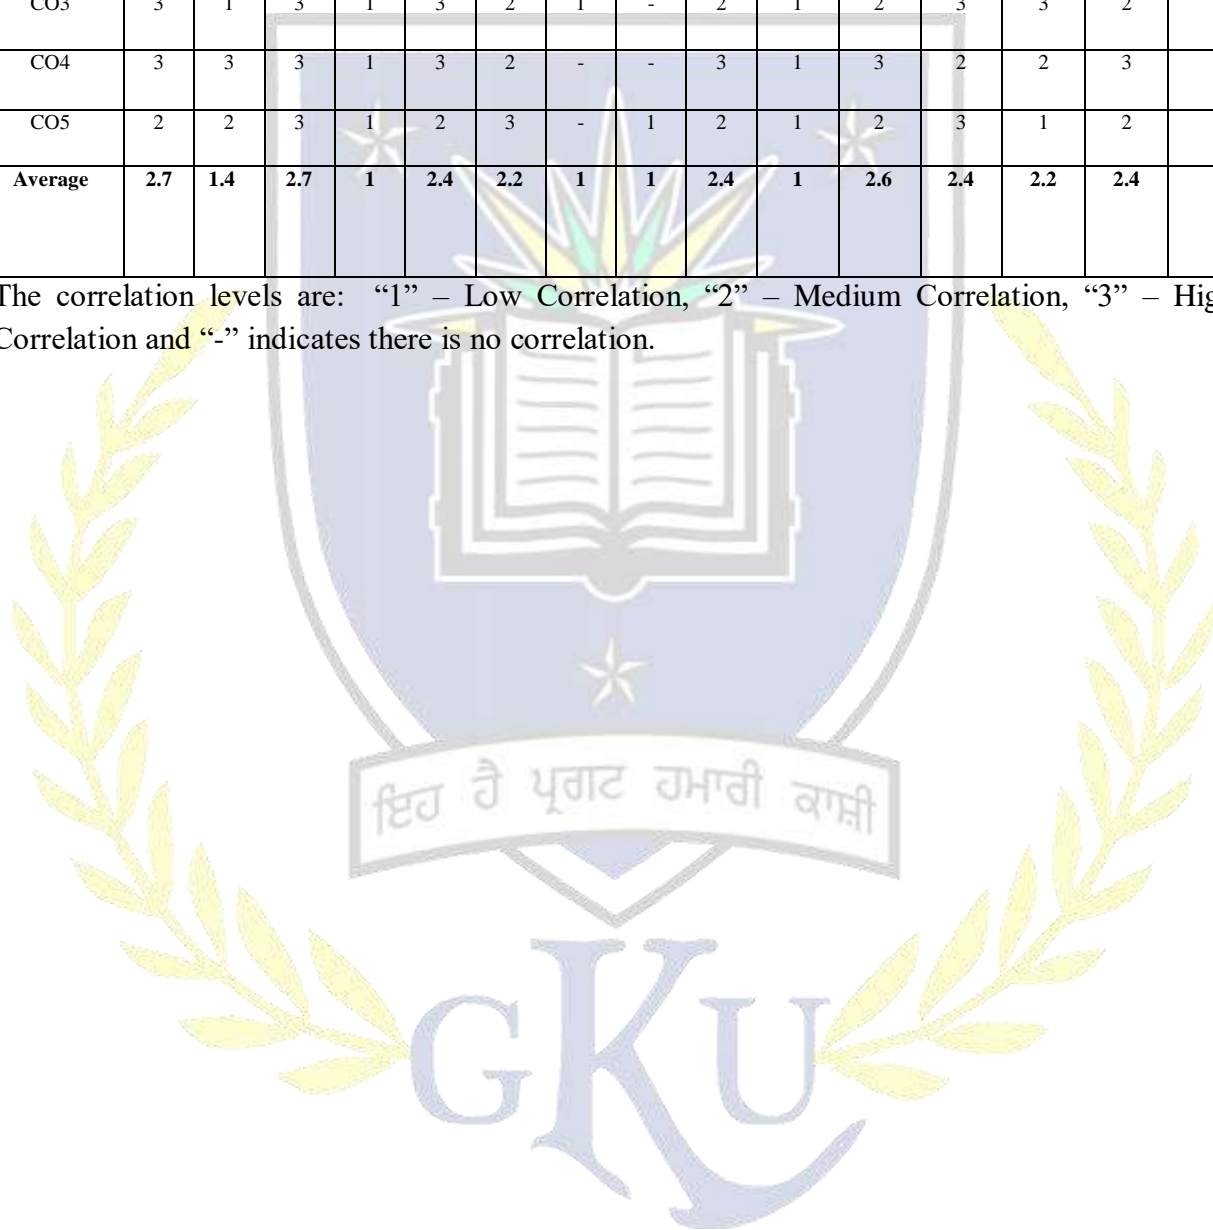 CO3 3 1 3 1 3 2 1 - 2 1 2 3 3 2
CO4 3 3 3 1 3 2 - - 3 1 3 2 2 3
CO5 2 2 3 1 2 3 - 1 2 1 2 3 1 2
Average 2.7 1.4 2.7 1 2.4 2.2 1 1 2.4 1 2.6 2.4 2.2 2.4
The correlation levels are: “1” – Low Correlation, “2” – Medium Correlation, “3” – Hig
Correlation and “-” indicates there is no correlation.
ਇਹ ਹੈ ਪ੍ਰਗਟ ਹਮਾਰੀ ਕਾਸ਼ੀ
GKU